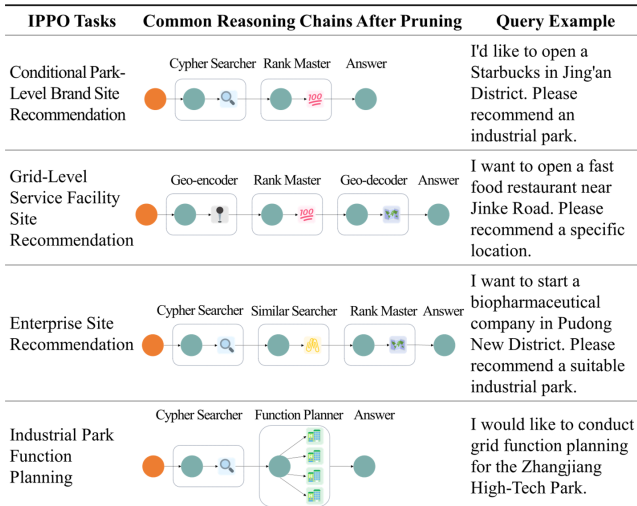 IPPO Tasks
Common Reasoning Chains After Pruning
Query Example
Conditional Park-
Level Brand Site
Recommendation
Cypher Searcher
Rank Master
Answer
100
I'd like to open a
Starbucks in Jing'an
District. Please
recommend an
industrial park.
Grid-Level
Service Facility
Site
Recommendation
Geo-encoder
Rank Master
Geo-decoder
Answer
100
I want to open a fast
food restaurant near
Jinke Road. Please
recommend a specific
location.
Enterprise Site
Recommendation
Cypher Searcher
Similar Searcher
Rank Master
Answer
I want to start a
biopharmaceutical
company in Pudong
New District. Please
recommend a suitable
industrial park.
Industrial Park
Function
Planning
Cypher Searcher
Function Planner
Answer
I would like to conduct
grid function planning
for the Zhangjiang
High-Tech Park.